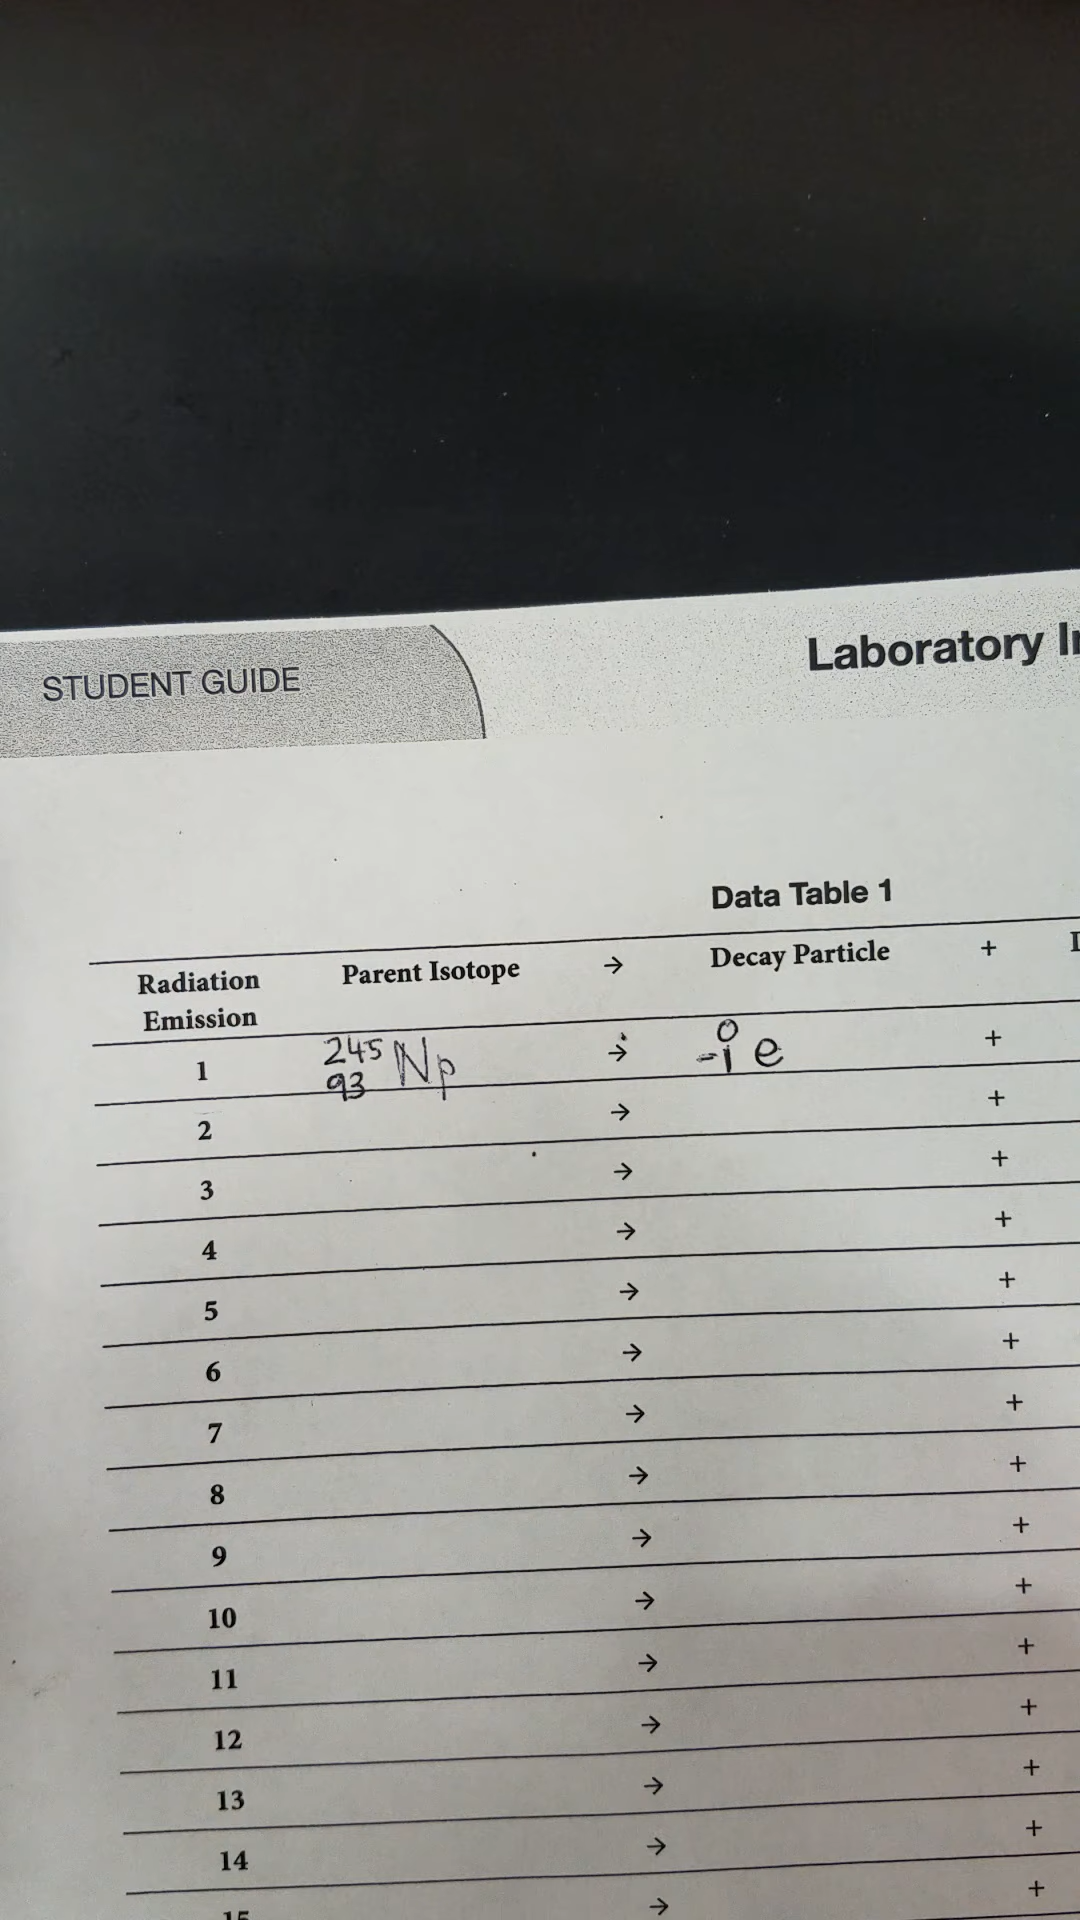 STUDENT GUIDE
Laboratory
Data Table 1
Radiation Emission Parent Isotope → Decay Particle +
1 245 93 Np → 0 -1 e +
2 → +
3 → +
4 → +
5 → +
6 → +
7 → +
8 → +
9 → +
10 → +
11 → +
12 → +
13 → +
14 → +
15 → +